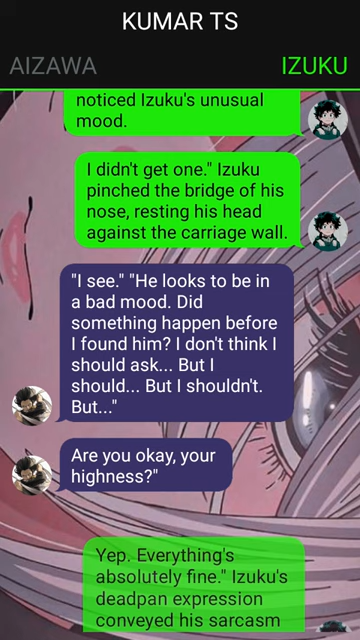 KUMAR TS
AIZAWA
IZUKU
noticed Izuku's unusual
mood.
I didn't get one." Izuku
pinched the bridge of his
nose, resting his head
against the carriage wall.
"I see." "He looks to be in
a bad mood. Did
something happen before
I found him? I don't think I
should ask... But I
should... But I shouldn't.
But..."
Are you okay, your
highness?"
Yep. Everything's
absolutely fine." Izuku's
deadpan expression
conveyed his sarcasm